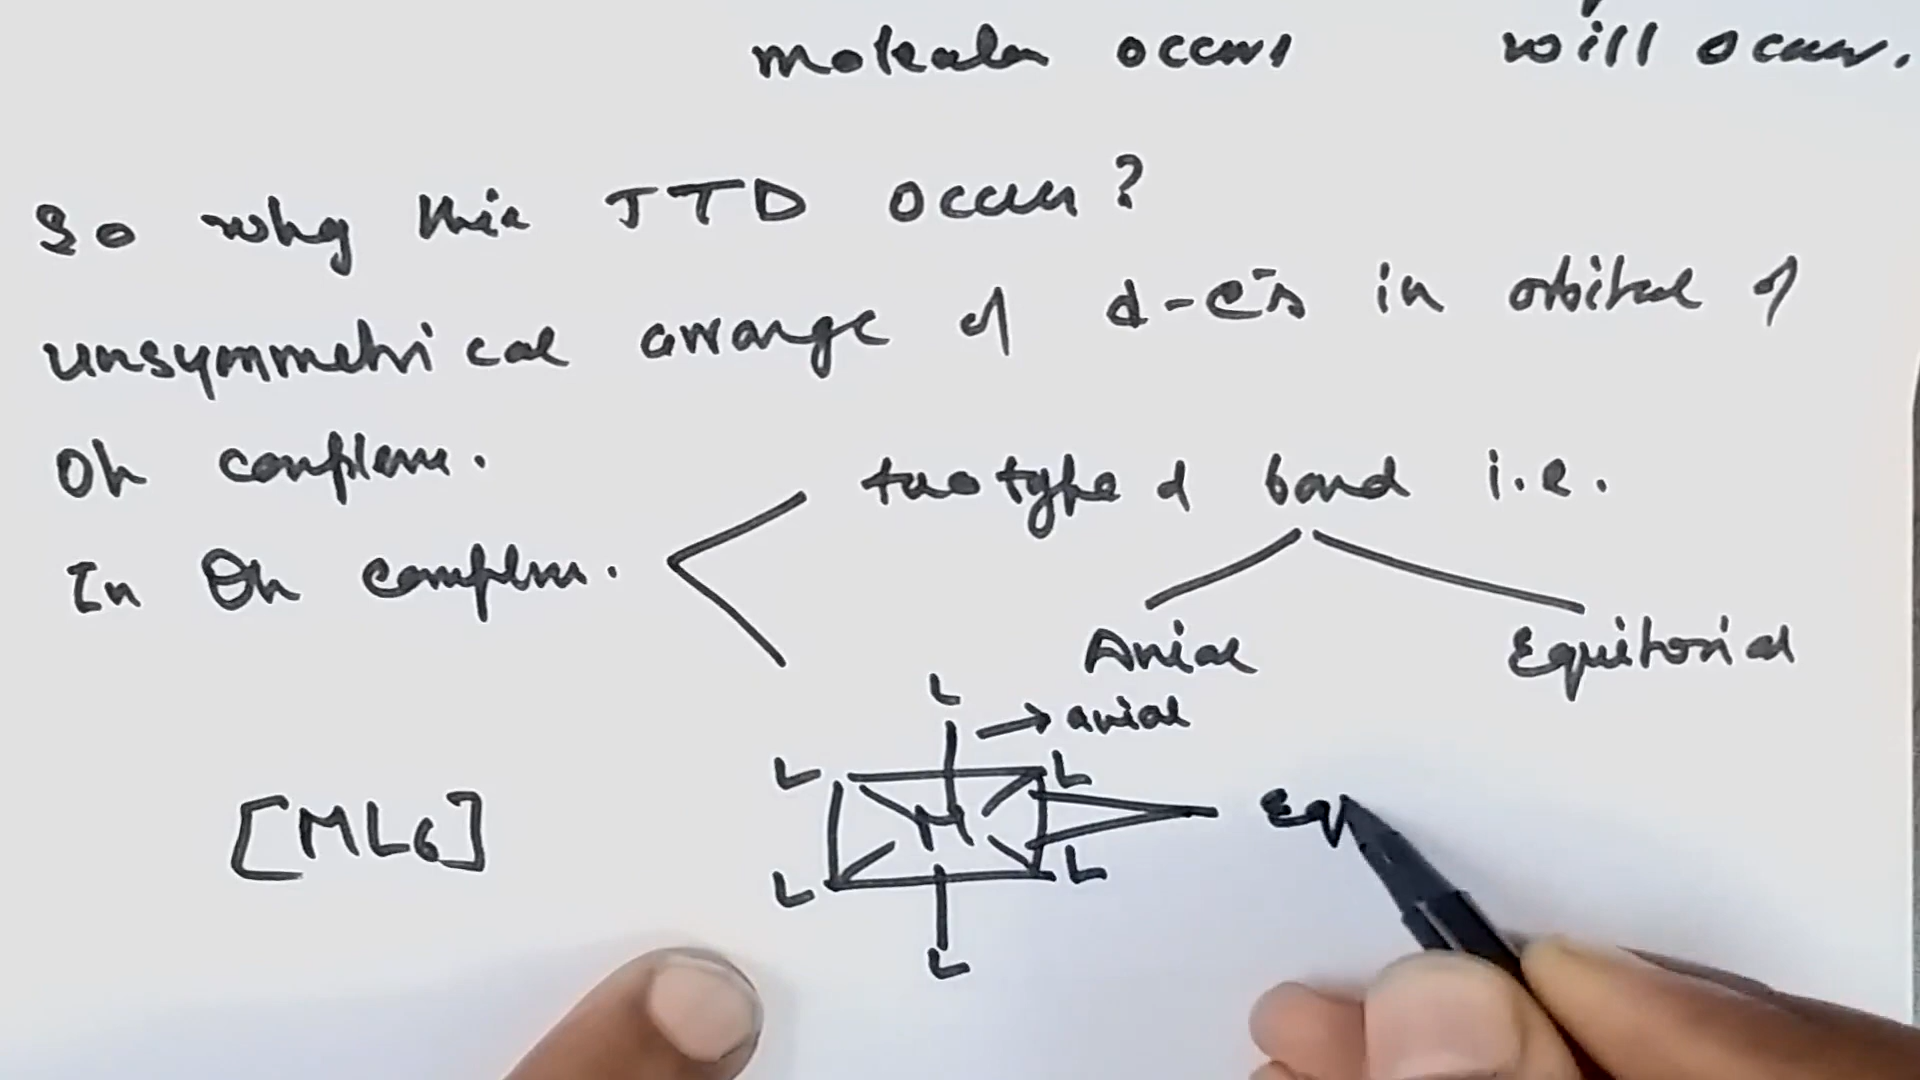 molecular occurs will occur.
So why this JTD occur?
unsymmetrical arrange of d-e⁻s in orbital of
Oh complex.
two type of bond i.e.
In Oh complex.
Axial Equitorial
L
→ axial
L L
[ML6] M Eq
L L
L